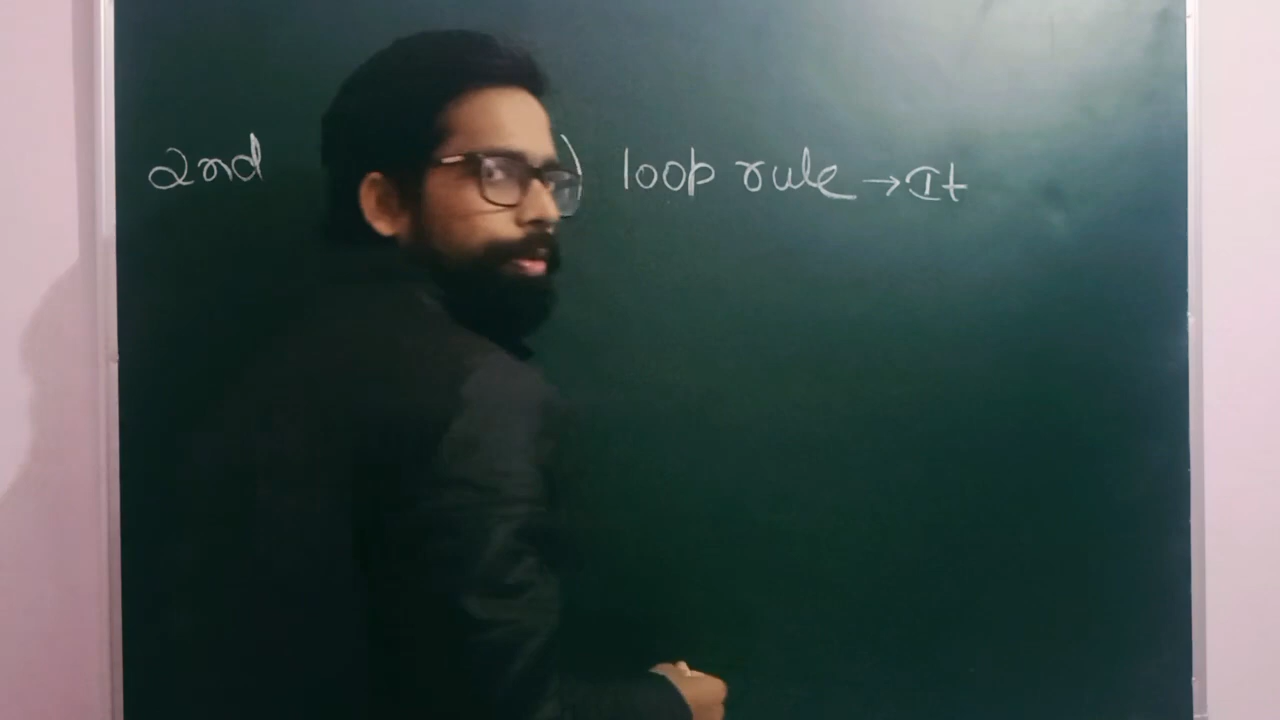 2nd ) loop rule → It